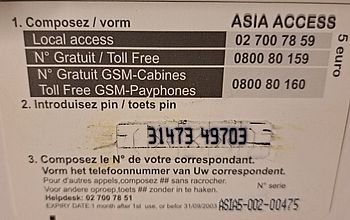 1. Composez / vorm ASIA ACCESS
Local access 02 700 78 59
N° Gratuit / Toll Free 0800 80 159
N° Gratuit GSM-Cabines
Toll Free GSM-Payphones 0800 80 160
5 euro
2. Introduisez pin / toets pin
31473 49703
3. Composez le N° de votre correspondant.
Vorm het telefoonnummer van Uw correspondent.
Pour d'autres appels,composez ## sans raccrocher.
Voor andere oproep,toets ## zonder in te haken.
N° serie
Helpdesk: 02 700 78 51
EXPIRY DATE:1 month after 1st use, or befor 31/09/2003
ASIA5-002-00475